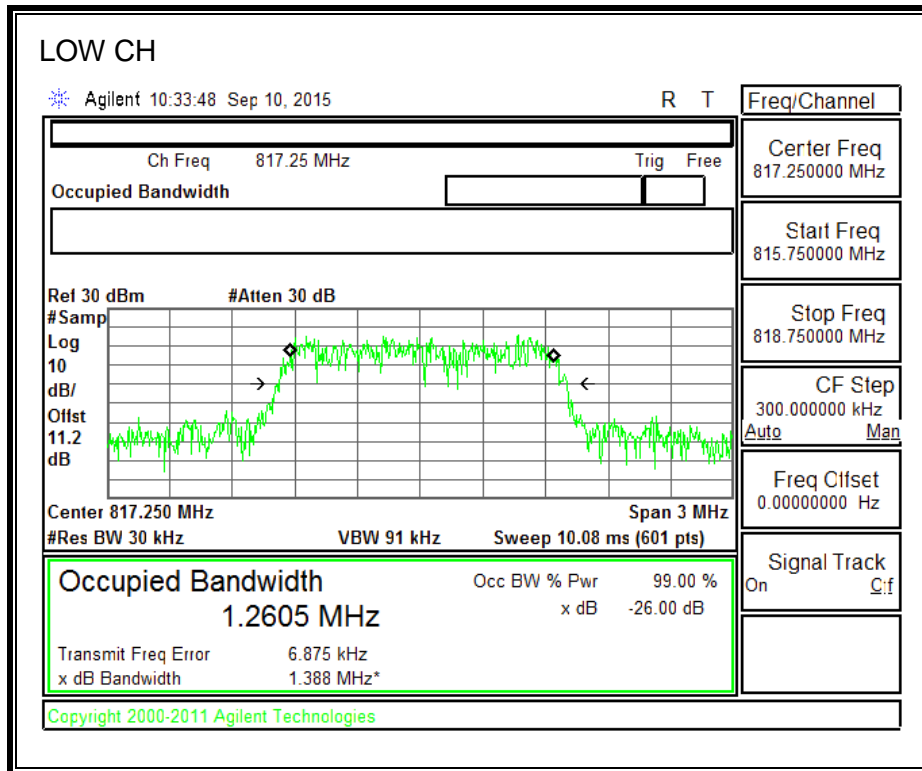 LOW CH
Agilent 10:33:48 Sep 10, 2015 R T
Ch Freq 817.25 MHz Trig Free
Occupied Bandwidth
Ref 30 dBm #Atten 30 dB
#Samp
Log
10
dB/
Offst
11.2
dB
Center 817.250 MHz Span 3 MHz
#Res BW 30 kHz VBW 91 kHz Sweep 10.08 ms (601 pts)
Occupied Bandwidth Occ BW % Pwr 99.00 %
1.2605 MHz x dB -26.00 dB
Transmit Freq Error 6.875 kHz
x dB Bandwidth 1.388 MHz*
Copyright 2000-2011 Agilent Technologies
Freq/Channel
Center Freq
817.250000 MHz
Start Freq
815.750000 MHz
Stop Freq
818.750000 MHz
CF Step
300.000000 kHz
Auto Man
Freq Offset
0.00000000 Hz
Signal Track
On Off